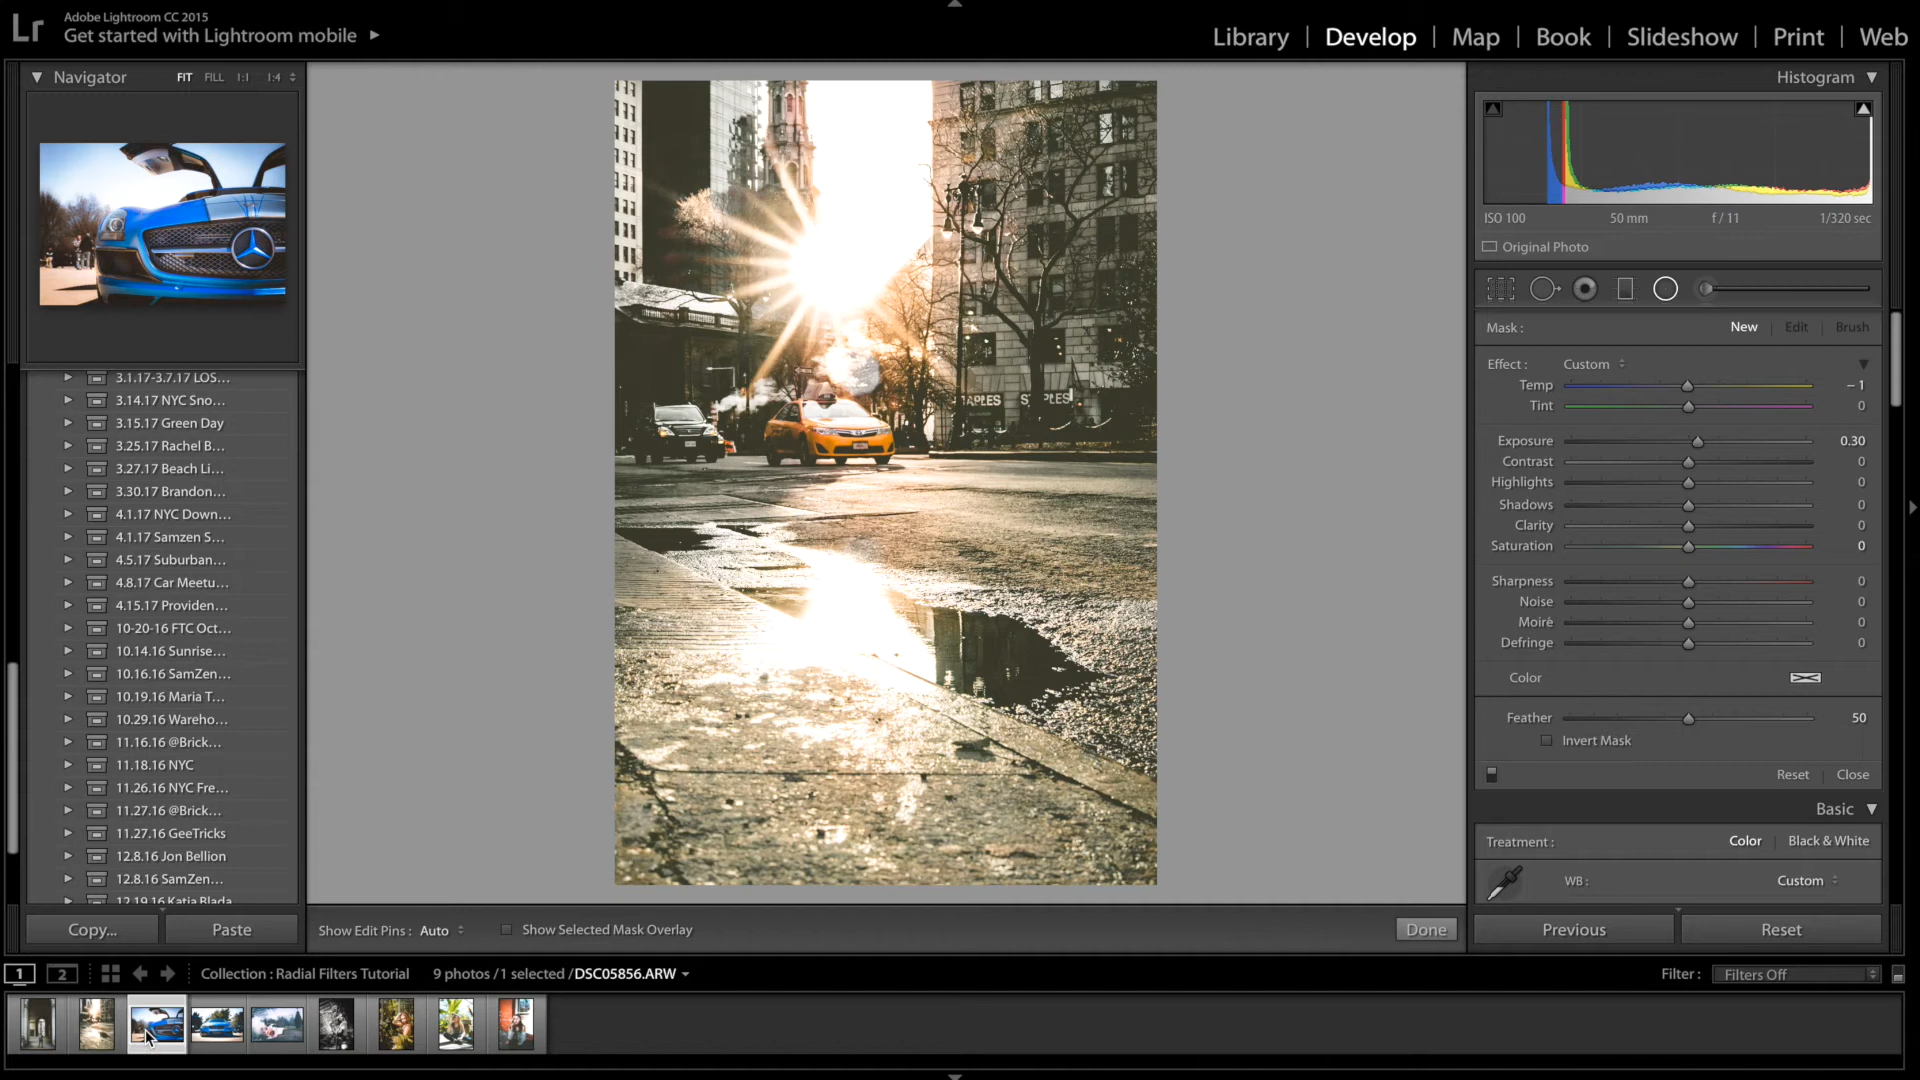 Lr
Adobe Lightroom CC 2015
Get started with Lightroom mobile
Library | Develop | Map | Book | Slideshow | Print | Web
Navigator FIT FILL 1:1 1:4
3.1.17-3.7.17 LOS...
3.14.17 NYC Sno...
3.15.17 Green Day
3.25.17 Rachel B...
3.27.17 Beach Li...
3.30.17 Brandon...
4.1.17 NYC Down...
4.1.17 Samzen S...
4.5.17 Suburban...
4.8.17 Car Meetu...
4.15.17 Providen...
10-20-16 FTC Oct...
10.14.16 Sunrise...
10.16.16 SamZen...
10.19.16 Maria T...
10.29.16 Wareho...
11.16.16 @Brick...
11.18.16 NYC
11.26.16 NYC Fre...
11.27.16 @Brick...
11.27.16 GeeTricks
12.8.16 Jon Bellion
12.8.16 SamZen...
12.19.16 Katia Blada
Copy... Paste
APLES STAPLES
Show Edit Pins : Auto Show Selected Mask Overlay Done
Histogram
ISO 100 50 mm f / 11 1/320 sec
Original Photo
Mask : New | Edit | Brush
Effect : Custom
Temp – 1
Tint 0
Exposure 0.30
Contrast 0
Highlights 0
Shadows 0
Clarity 0
Saturation 0
Sharpness 0
Noise 0
Moiré 0
Defringe 0
Color
Feather 50
Invert Mask
Reset | Close
Basic
Treatment : Color | Black & White
WB : Custom
Previous Reset
1 2 Collection : Radial Filters Tutorial 9 photos /1 selected /DSC05856.ARW Filter : Filters Off